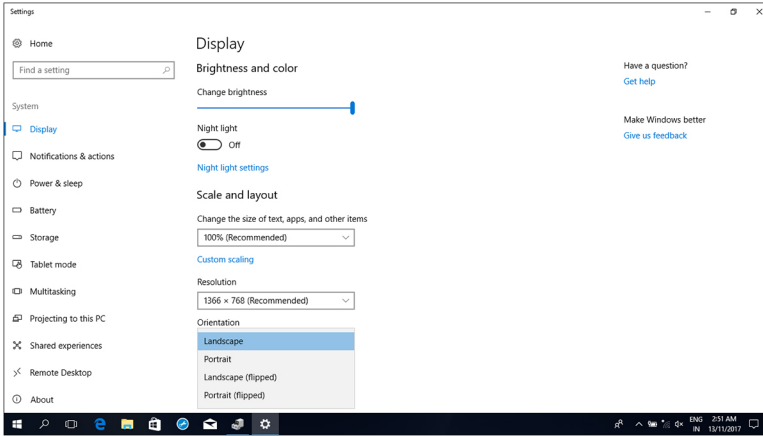 Settings
Home
Find a setting
System
Display
Notifications & actions
Power & sleep
Battery
Storage
Tablet mode
Multitasking
Projecting to this PC
Shared experiences
Remote Desktop
About
Display
Brightness and color
Change brightness
Night light
Off
Night light settings
Scale and layout
Change the size of text, apps, and other items
100% (Recommended)
Custom scaling
Resolution
1366 × 768 (Recommended)
Orientation
Landscape
Portrait
Landscape (flipped)
Portrait (flipped)
Have a question?
Get help
Make Windows better
Give us feedback
ENG
IN
2:51 AM
13/11/2017